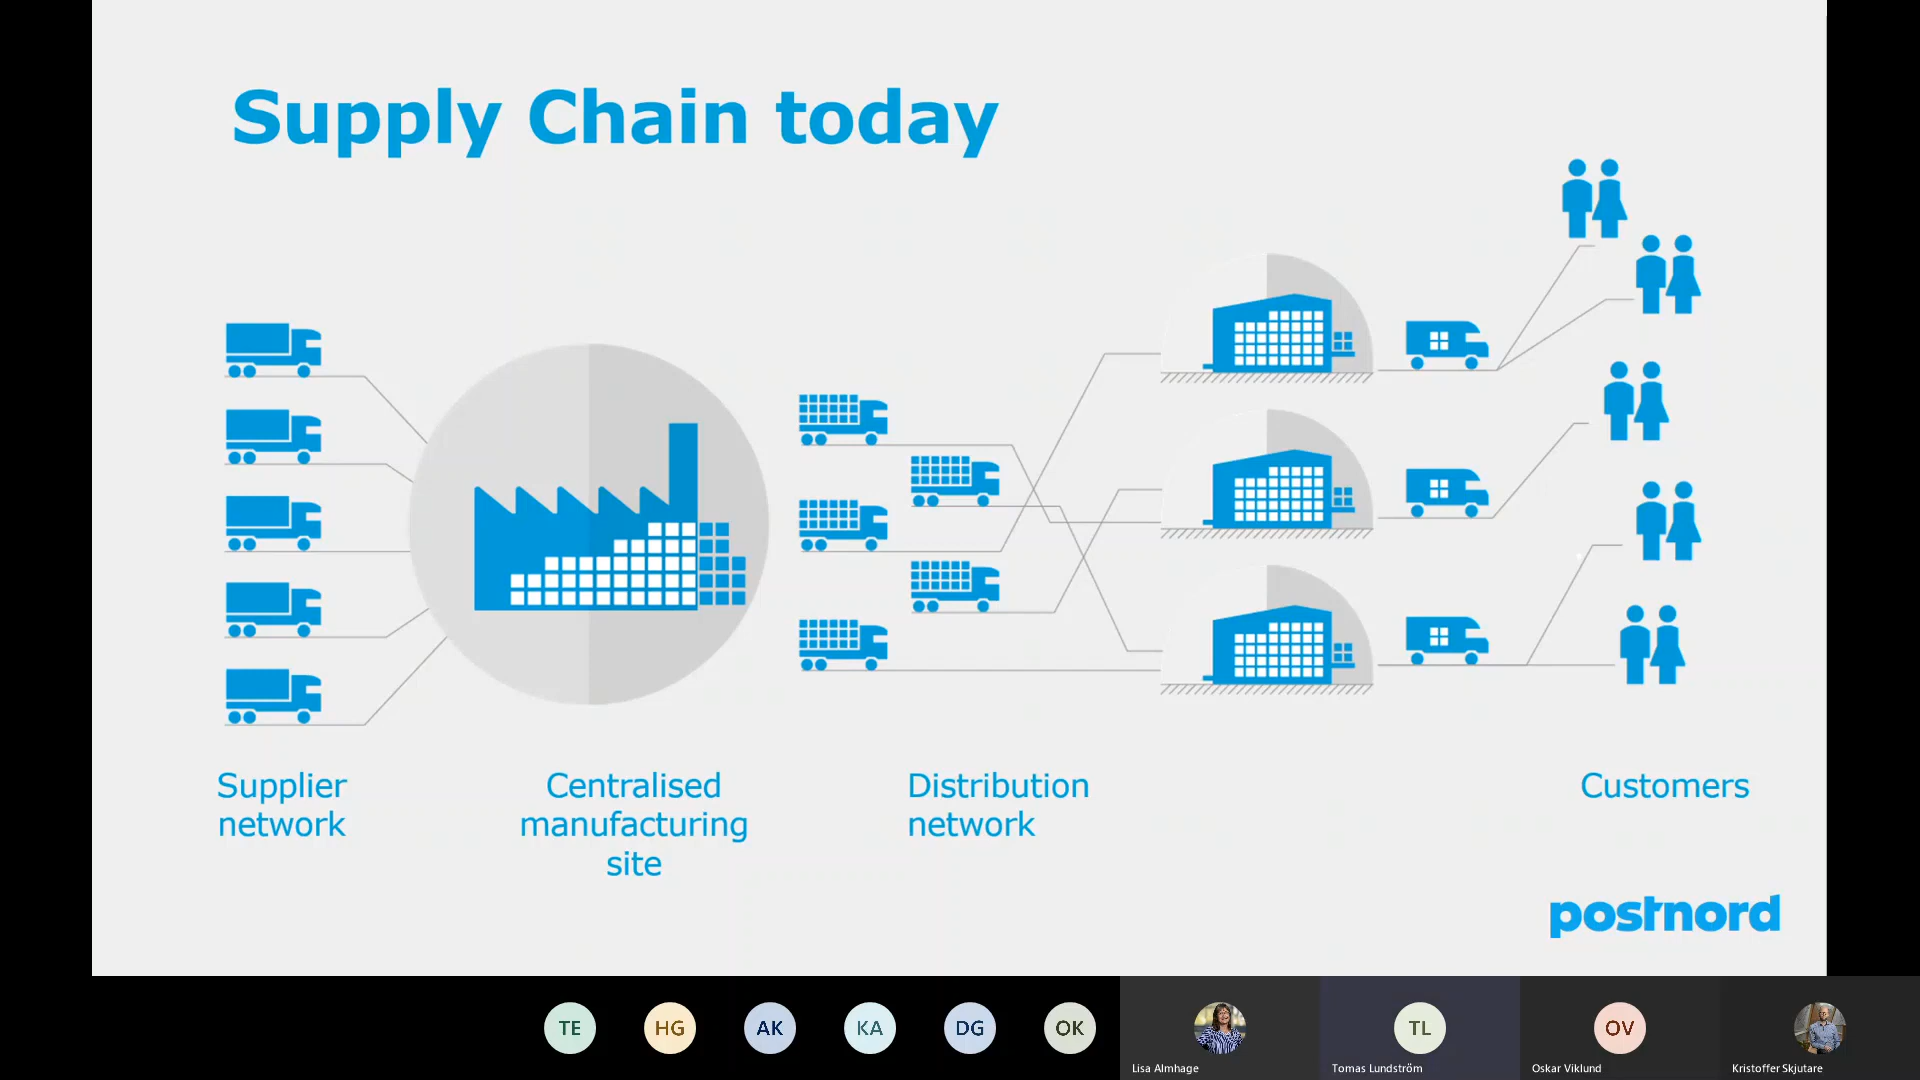 Supply Chain today
Supplier
network
Centralised
manufacturing
site
Distribution
network
Customers
postnord
TE
HG
AK
KA
DG
OK
TL
OV
Lisa Almhage
Tomas Lundström
Oskar Viklund
Kristoffer Skjutare